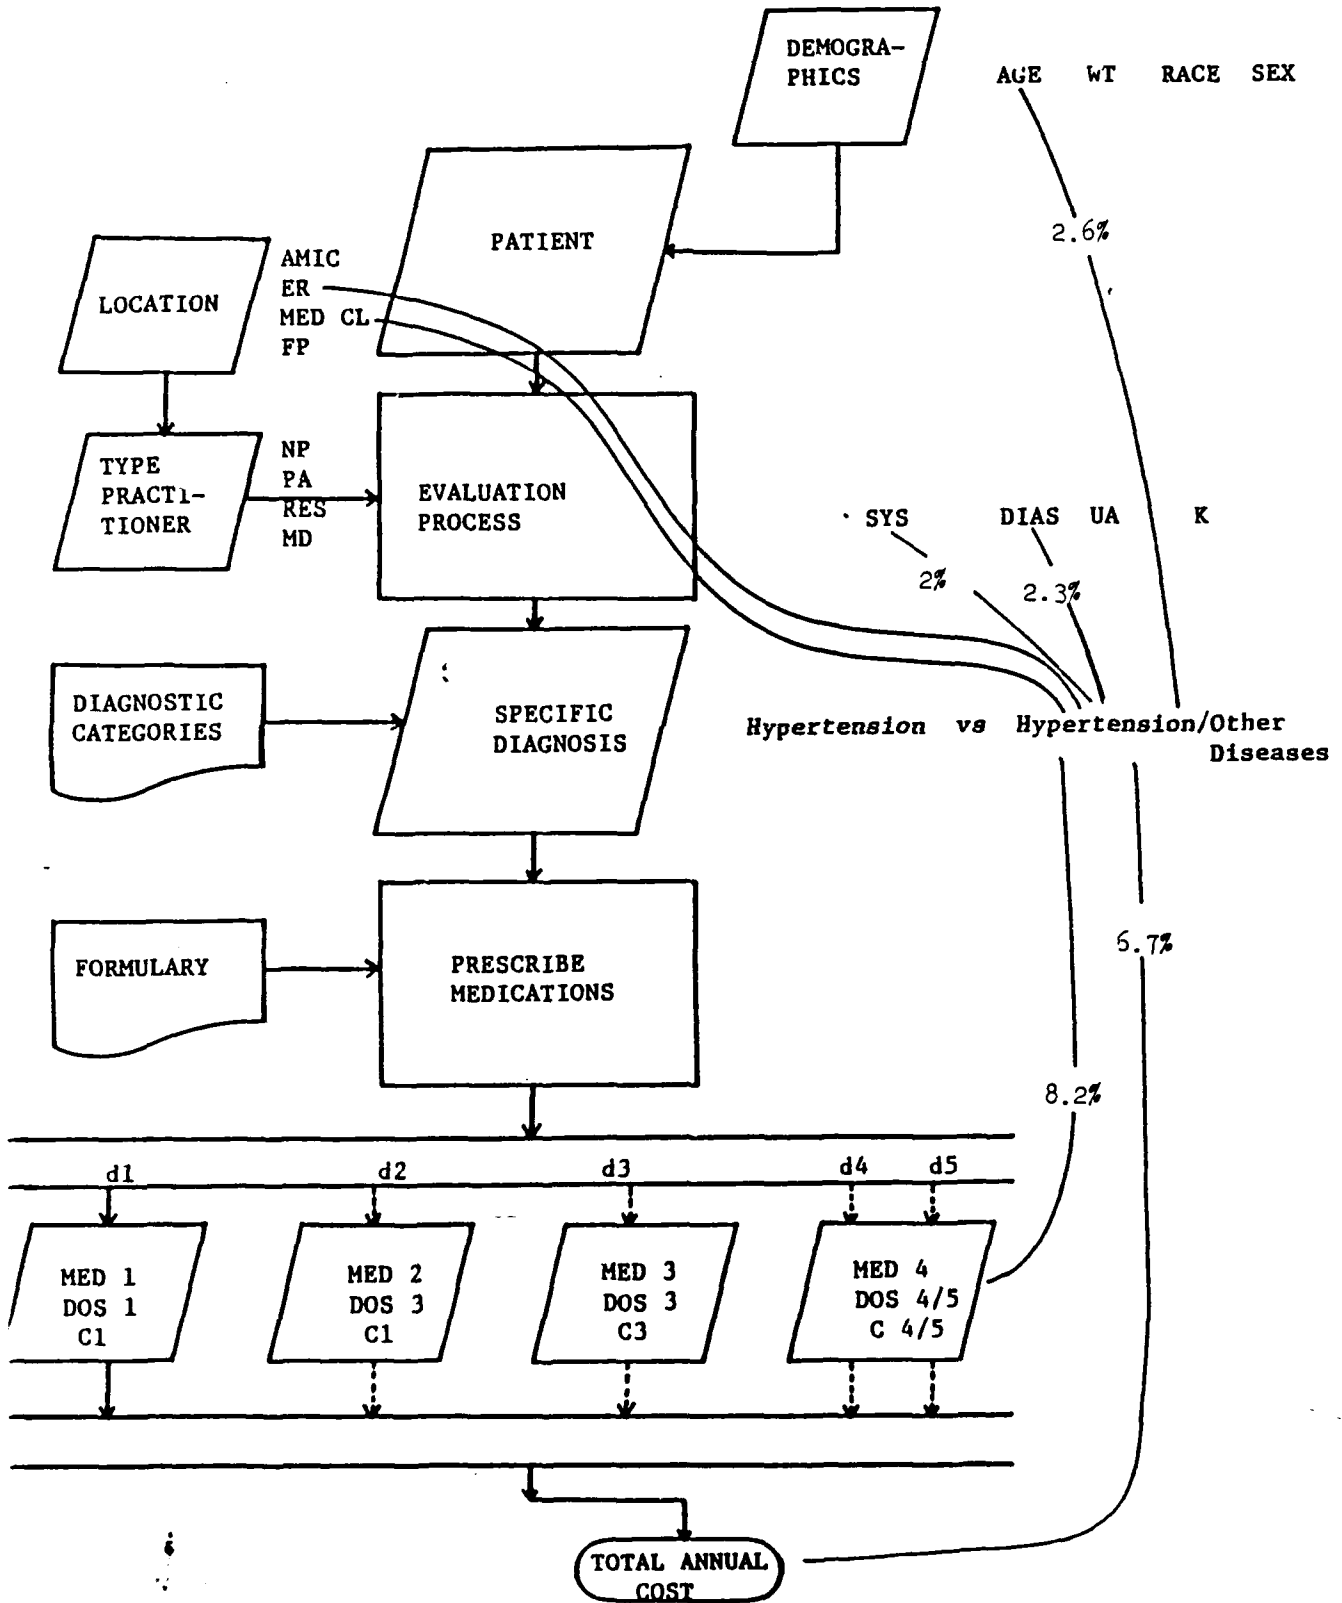 DEMOGRA-
PHICS
AGE WT RACE SEX
PATIENT
2.6%
LOCATION
AMIC
ER
MED CL
FP
TYPE
PRACTI-
TIONER
NP
PA
RES
MD
EVALUATION
PROCESS
SYS DIAS UA K
2% 2.3%
DIAGNOSTIC
CATEGORIES
SPECIFIC
DIAGNOSIS
Hypertension vs Hypertension/Other
Diseases
FORMULARY
PRESCRIBE
MEDICATIONS
8.2%
d1 d2 d3 d4 d5
MED 1
DOS 1
C1
MED 2
DOS 3
C1
MED 3
DOS 3
C3
MED 4
DOS 4/5
C 4/5
TOTAL ANNUAL
COST